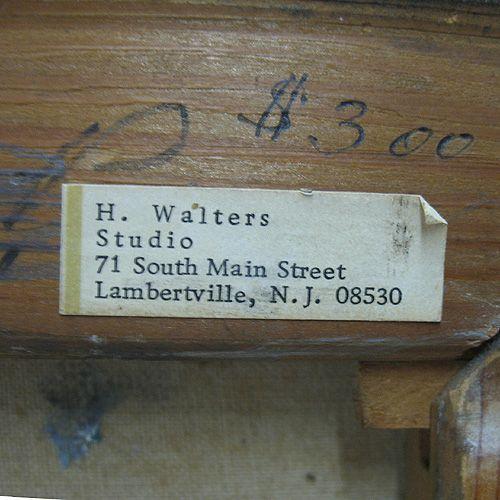 $300
H. Walters
Studio
71 South Main Street
Lambertville, N.J. 08530